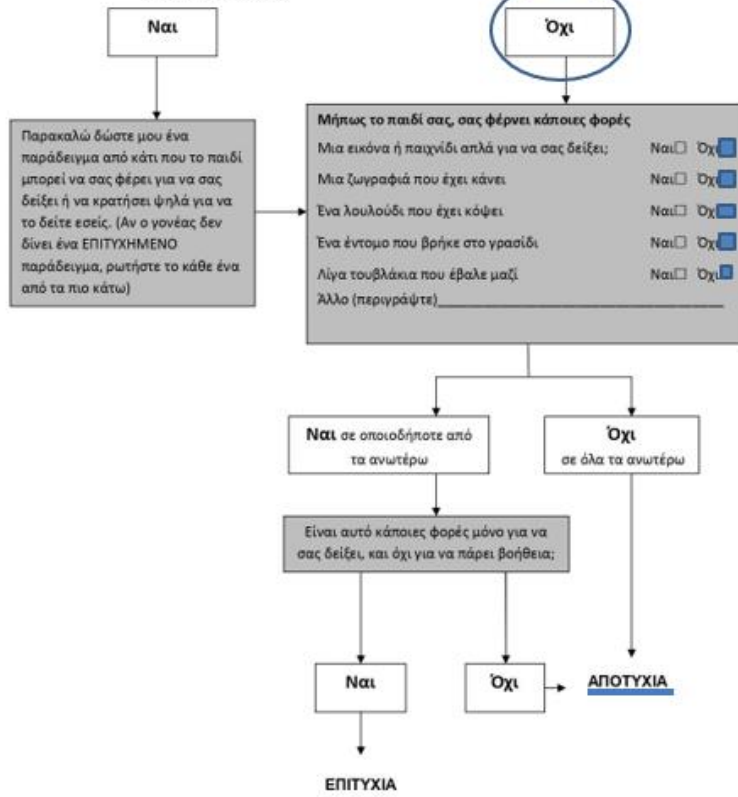 Ναι
Όχι
Παρακαλώ δώστε μου ένα
παράδειγμα από κάτι που το παιδί
μπορεί να σας φέρει για να σας
δείξει ή να κρατήσει ψηλά για να
το δείτε εσείς. (Αν ο γονέας δεν
δίνει ένα ΕΠΙΤΥΧΗΜΕΝΟ
παράδειγμα, ρωτήστε το κάθε ένα
από τα πιο κάτω)
Μήπως το παιδί σας, σας φέρνει κάποιες φορές
Μια εικόνα ή παιχνίδι απλά για να σας δείξει; Ναι☐ Όχι
Μια ζωγραφιά που έχει κάνει Ναι☐ Όχι
Ένα λουλούδι που έχει κόψει Ναι☐ Όχι
Ένα έντομο που βρήκε στο γρασίδι Ναι☐ Όχι
Λίγα τουβλάκια που έβαλε μαζί Ναι☐ Όχι
Άλλο (περιγράψτε)
Ναι σε οποιοδήποτε από
τα ανωτέρω
Όχι
σε όλα τα ανωτέρω
Είναι αυτό κάποιες φορές μόνο για να
σας δείξει, και όχι για να πάρει βοήθεια;
Ναι
Όχι
ΑΠΟΤΥΧΙΑ
ΕΠΙΤΥΧΙΑ